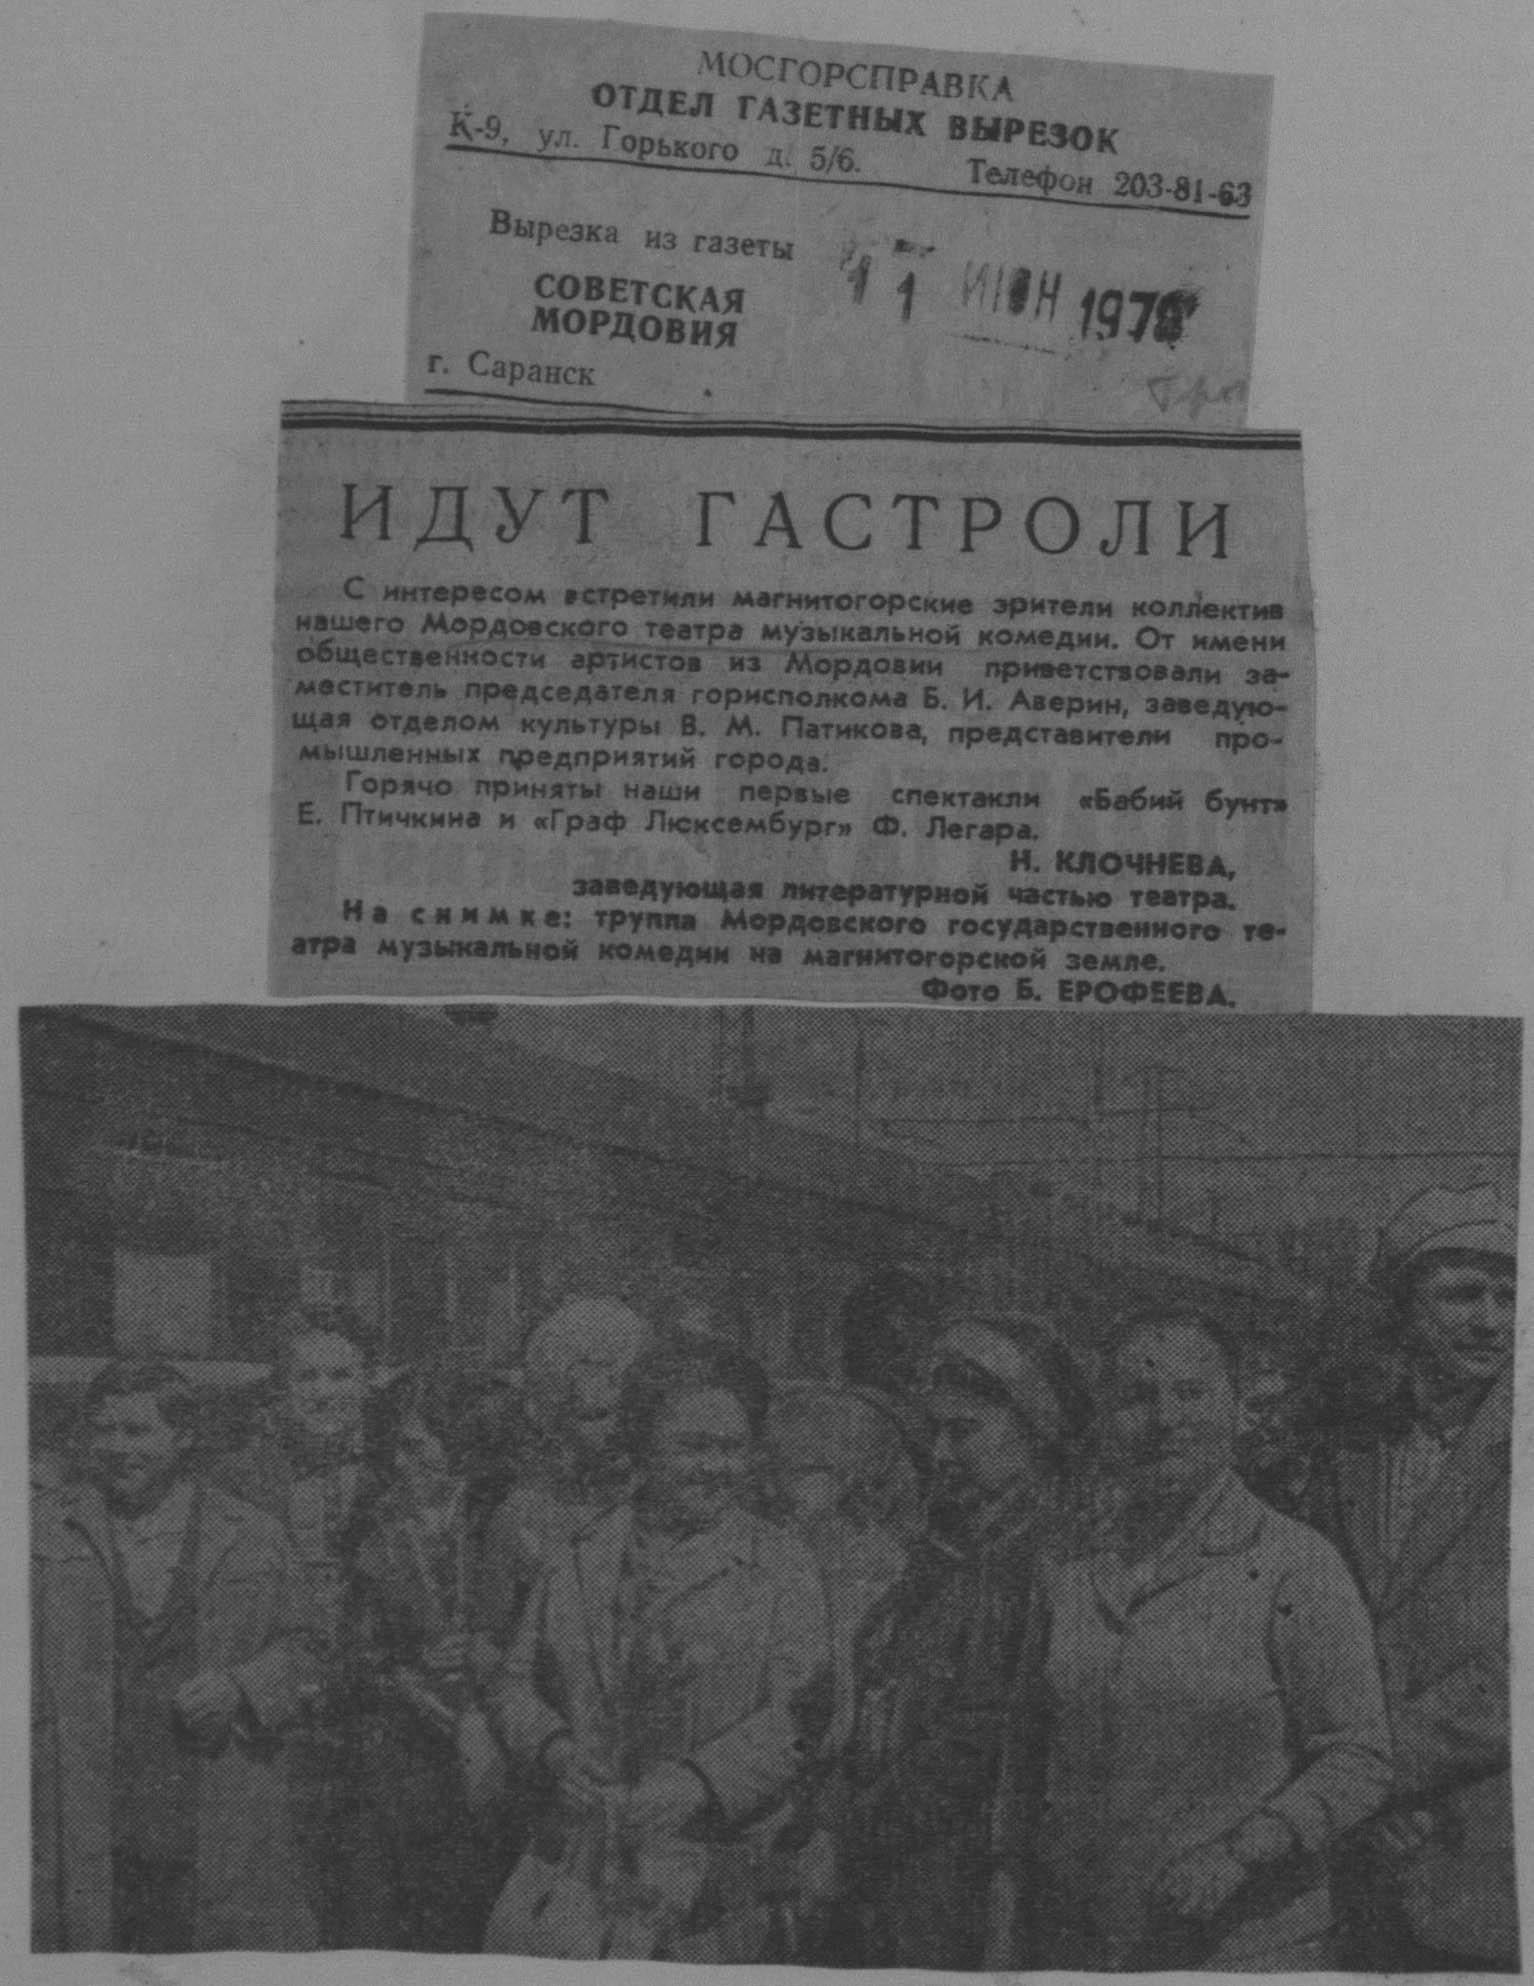 МОСГОРСПРАВКА
ОТДЕЛ ГАЗЕТНЫХ ВЫРЕЗОК
К-9, ул. Горького д. 5/6. Телефон 203-81-63
Вырезка из газеты
11 ИЮН 1978
СОВЕТСКАЯ
МОРДОВИЯ
г. Саранск
ИДУТ ГАСТРОЛИ
С интересом встретили магнитогорские зрители коллектив
нашего Мордовского театра музыкальной комедии. От имени
общественности артистов из Мордовии приветствовали за-
меститель председателя горисполкома Б. И. Аверин, заведую-
щая отделом культуры В. М. Патикова, представители про-
мышленных предприятий города.
Горячо приняты наши первые спектакли «Бабий бунт»
Е. Птичкина и «Граф Люксембург» Ф. Легара.
Н. КЛОЧНЕВА,
заведующая литературной частью театра.
На снимке: труппа Мордовского государственного те-
атра музыкальной комедии на магнитогорской земле.
Фото Б. ЕРОФЕЕВА.